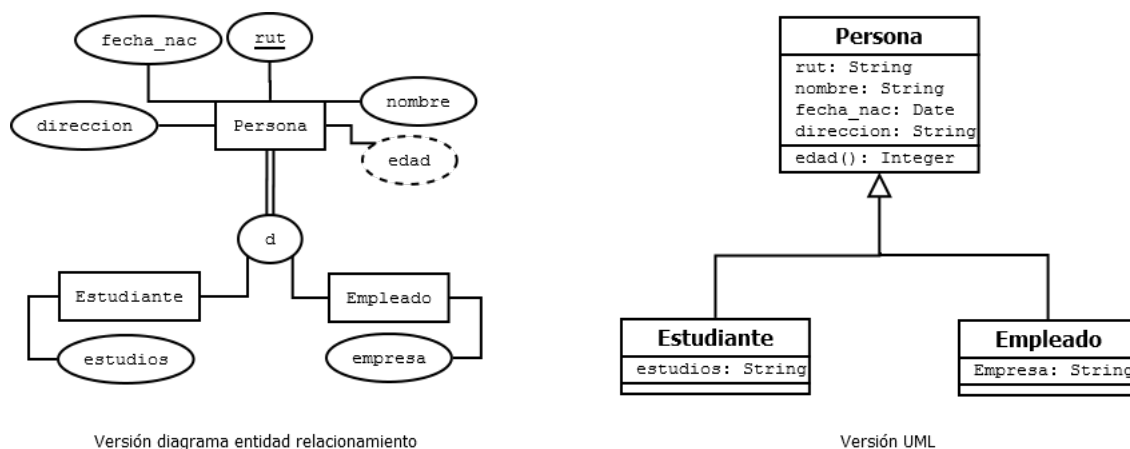 fecha_nac
rut
nombre
direccion
Persona
edad
d
Estudiante
Empleado
estudios
empresa
Versión diagrama entidad relacionamiento
Persona
rut: String
nombre: String
fecha_nac: Date
direccion: String
edad(): Integer
Estudiante
estudios: String
Empleado
Empresa: String
Versión UML